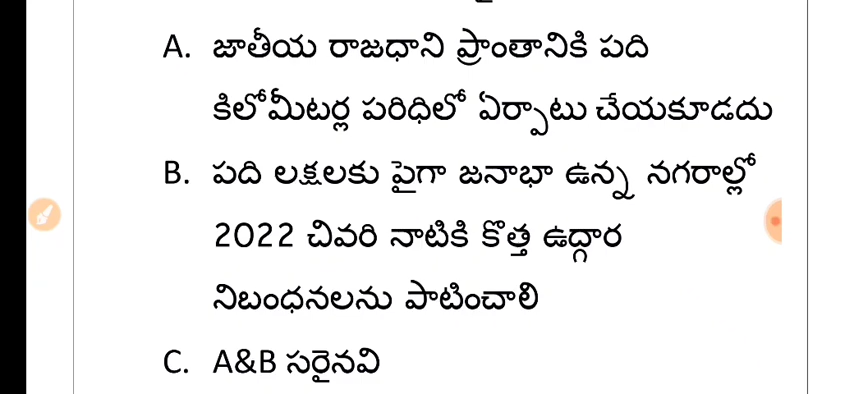 A. జాతీయ రాజధాని ప్రాంతానికి పది
కిలోమీటర్ల పరిధిలో ఏర్పాటు చేయకూడదు
B. పది లక్షలకు పైగా జనాభా ఉన్న నగరాల్లో
2022 చివరి నాటికి కొత్త ఉద్గార
నిబంధనలను పాటించాలి
C. A&B సరైనవి